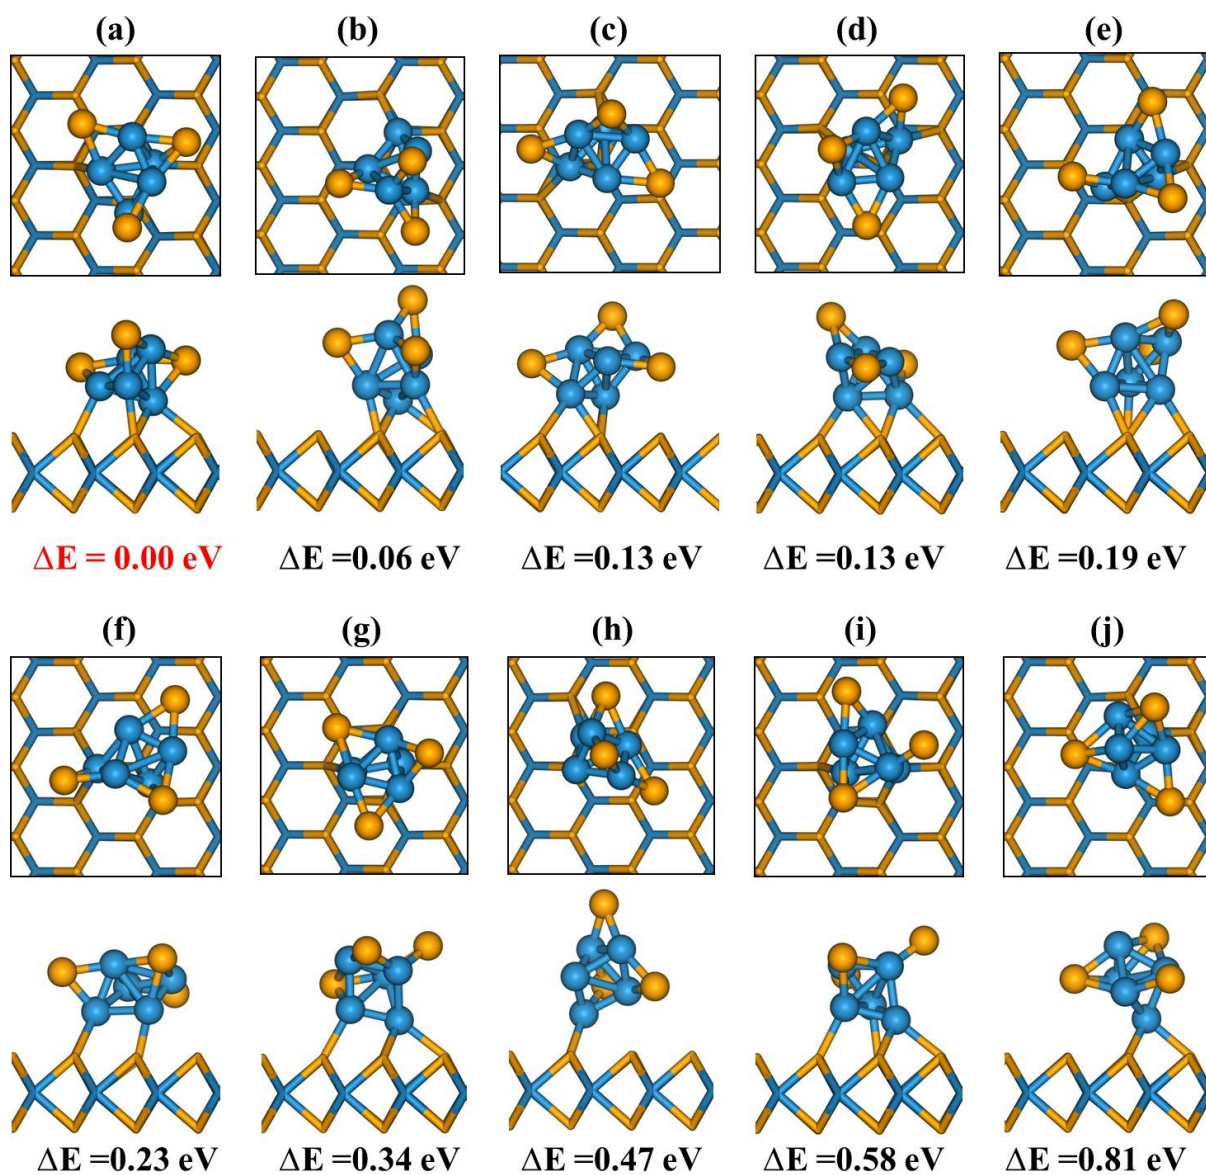 (a) (b) (c) (d) (e)
ΔE = 0.00 eV ΔE =0.06 eV ΔE =0.13 eV ΔE =0.13 eV ΔE =0.19 eV
(f) (g) (h) (i) (j)
ΔE =0.23 eV ΔE =0.34 eV ΔE =0.47 eV ΔE =0.58 eV ΔE =0.81 eV